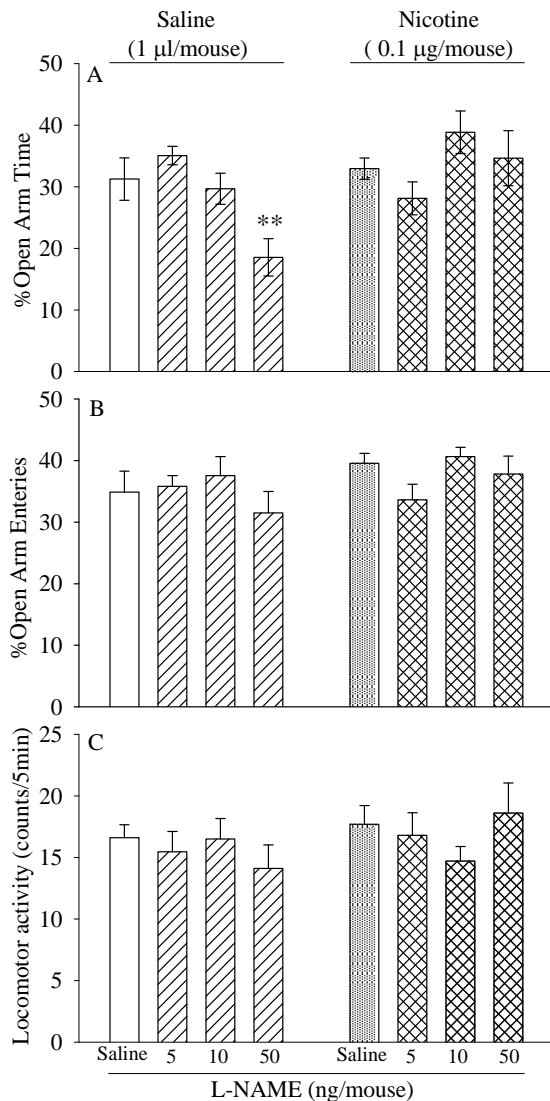 Saline
(1 μl/mouse)
Nicotine
( 0.1 μg/mouse)
A
%Open Arm Time
50
40
30
20
10
0
**
B
%Open Arm Enteries
50
40
30
20
10
0
C
Locomotor activity (counts/5min)
25
20
15
10
5
0
Saline 5 10 50 Saline 5 10 50
L-NAME (ng/mouse)